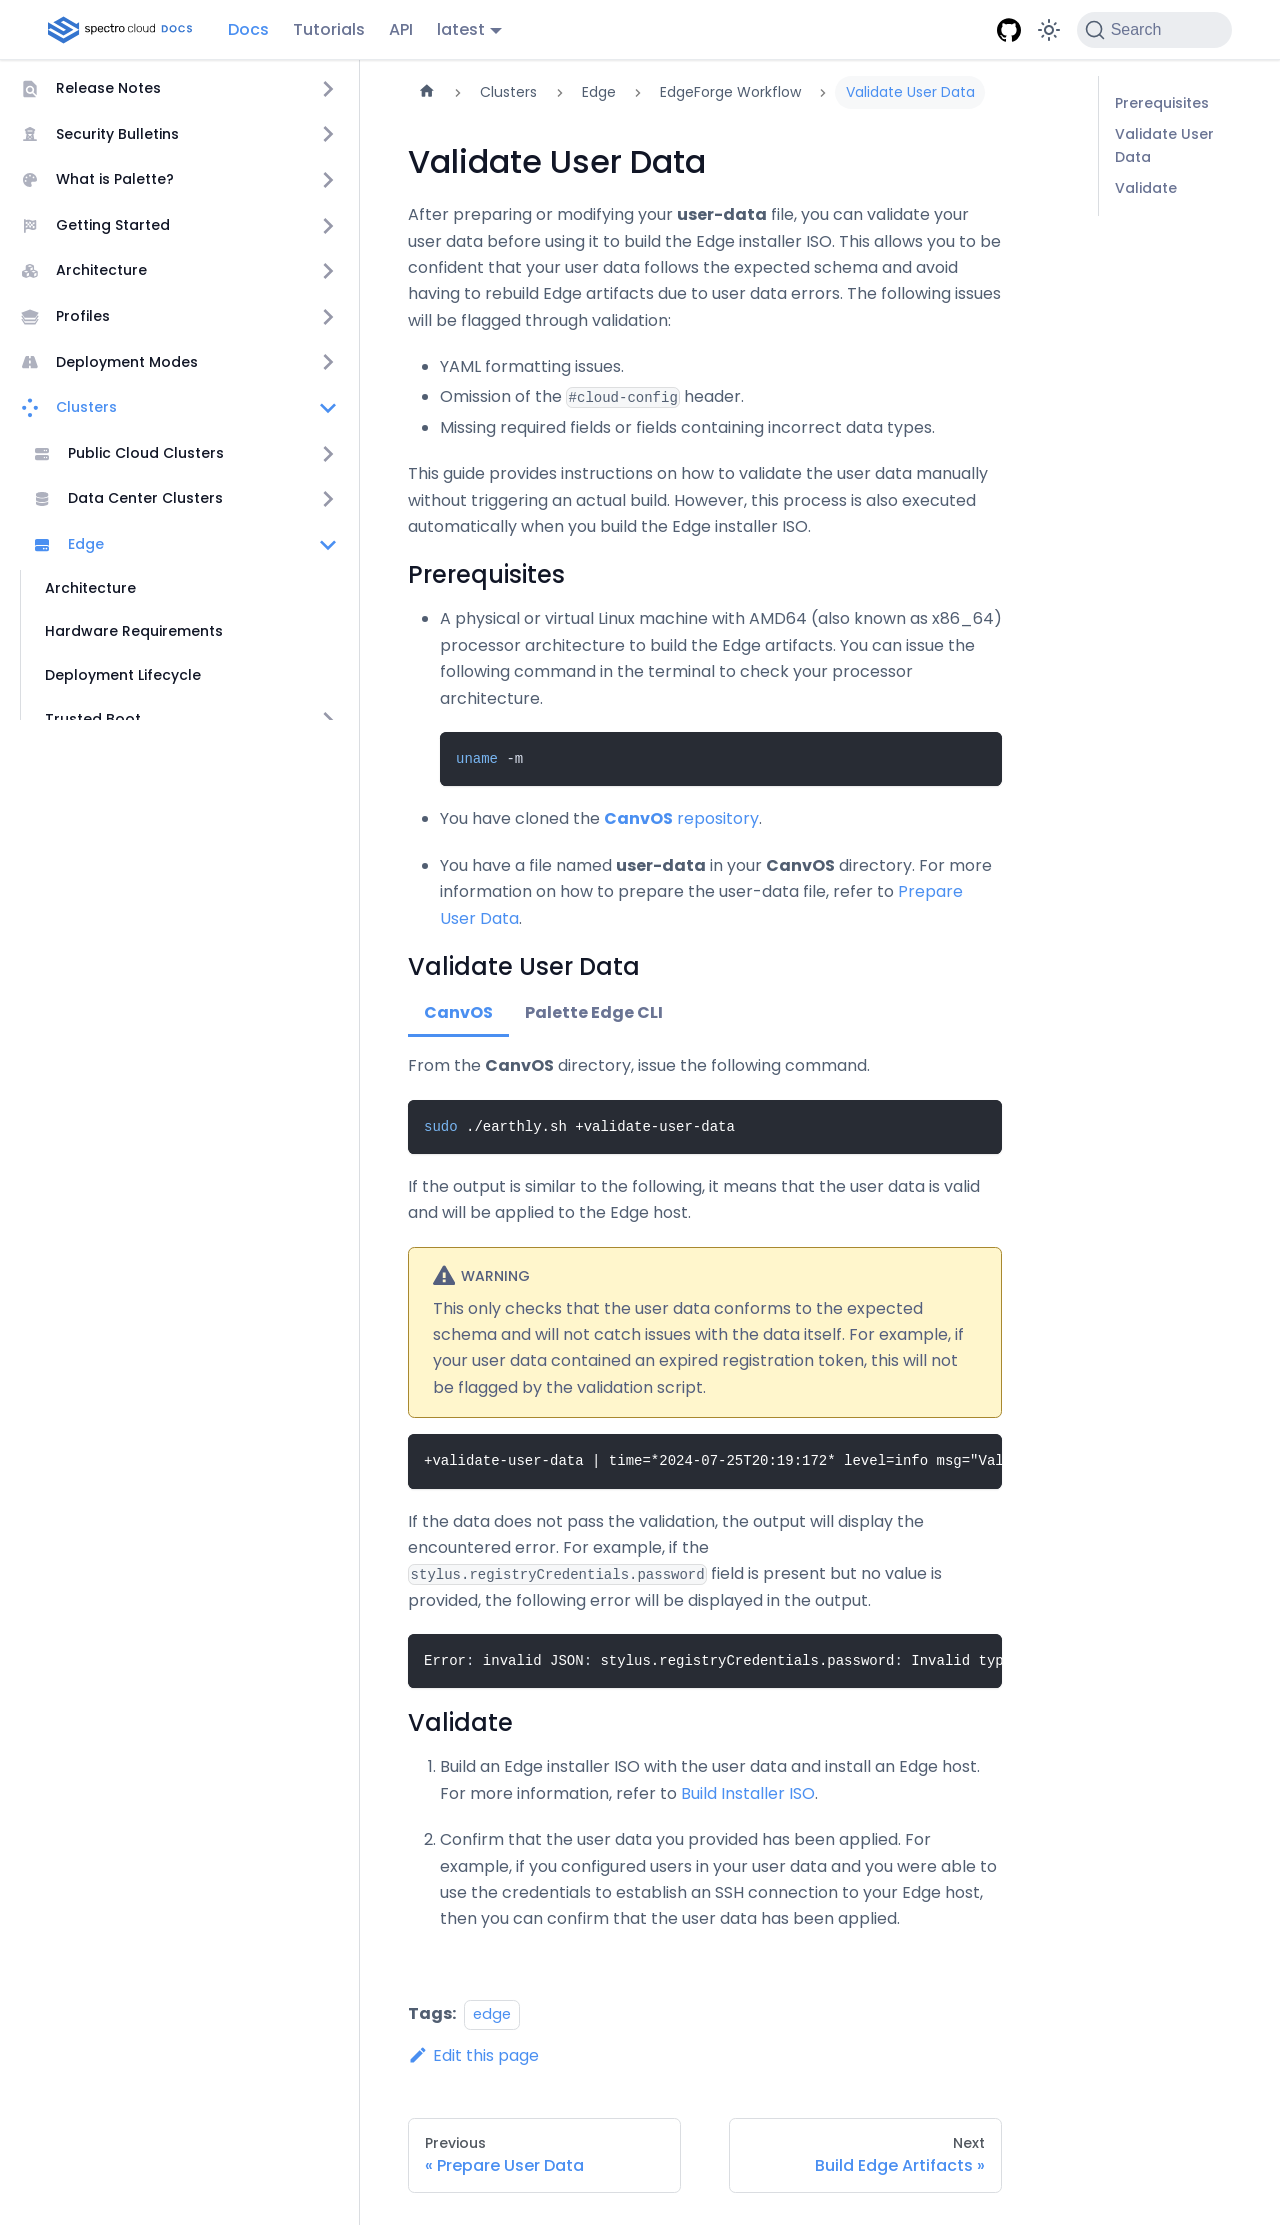 spectro cloud DOCS Docs Tutorials API latest Search
Release Notes
Security Bulletins
What is Palette?
Getting Started
Architecture
Profiles
Deployment Modes
Clusters
Public Cloud Clusters
Data Center Clusters
Edge
Architecture
Hardware Requirements
Deployment Lifecycle
Trusted Boot
Clusters Edge EdgeForge Workflow Validate User Data
Validate User Data
After preparing or modifying your user-data file, you can validate your
user data before using it to build the Edge installer ISO. This allows you to be
confident that your user data follows the expected schema and avoid
having to rebuild Edge artifacts due to user data errors. The following issues
will be flagged through validation:
YAML formatting issues.
Omission of the #cloud-config header.
Missing required fields or fields containing incorrect data types.
This guide provides instructions on how to validate the user data manually
without triggering an actual build. However, this process is also executed
automatically when you build the Edge installer ISO.
Prerequisites
A physical or virtual Linux machine with AMD64 (also known as x86_64)
processor architecture to build the Edge artifacts. You can issue the
following command in the terminal to check your processor
architecture.
uname -m
You have cloned the CanvOS repository.
You have a file named user-data in your CanvOS directory. For more
information on how to prepare the user-data file, refer to Prepare
User Data.
Validate User Data
CanvOS Palette Edge CLI
From the CanvOS directory, issue the following command.
sudo ./earthly.sh +validate-user-data
If the output is similar to the following, it means that the user data is valid
and will be applied to the Edge host.
WARNING
This only checks that the user data conforms to the expected
schema and will not catch issues with the data itself. For example, if
your user data contained an expired registration token, this will not
be flagged by the validation script.
+validate-user-data | time=*2024-07-25T20:19:172* level=info msg="Val
If the data does not pass the validation, the output will display the
encountered error. For example, if the
stylus.registryCredentials.password field is present but no value is
provided, the following error will be displayed in the output.
Error: invalid JSON: stylus.registryCredentials.password: Invalid typ
Validate
1. Build an Edge installer ISO with the user data and install an Edge host.
For more information, refer to Build Installer ISO.
2. Confirm that the user data you provided has been applied. For
example, if you configured users in your user data and you were able to
use the credentials to establish an SSH connection to your Edge host,
then you can confirm that the user data has been applied.
Tags: edge
Edit this page
Previous
« Prepare User Data
Next
Build Edge Artifacts »
Prerequisites
Validate User
Data
Validate